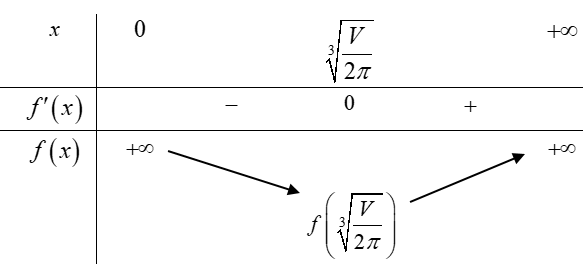 x 0 ∛(V/2π) +∞
f′(x) − 0 +
f(x) +∞ +∞
f(∛(V/2π))